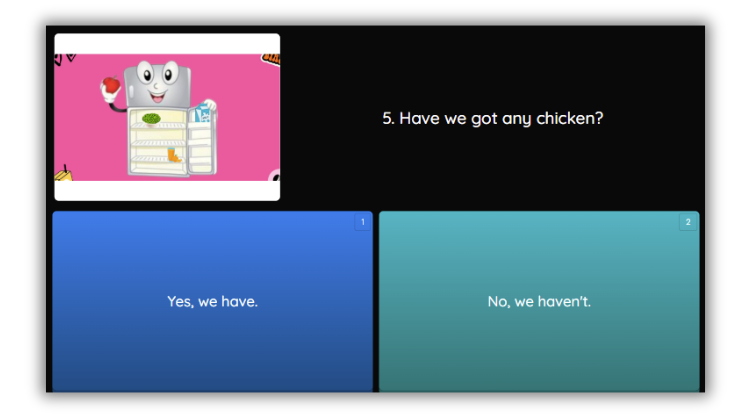 5. Have we got any chicken?
1
Yes, we have.
2
No, we haven't.